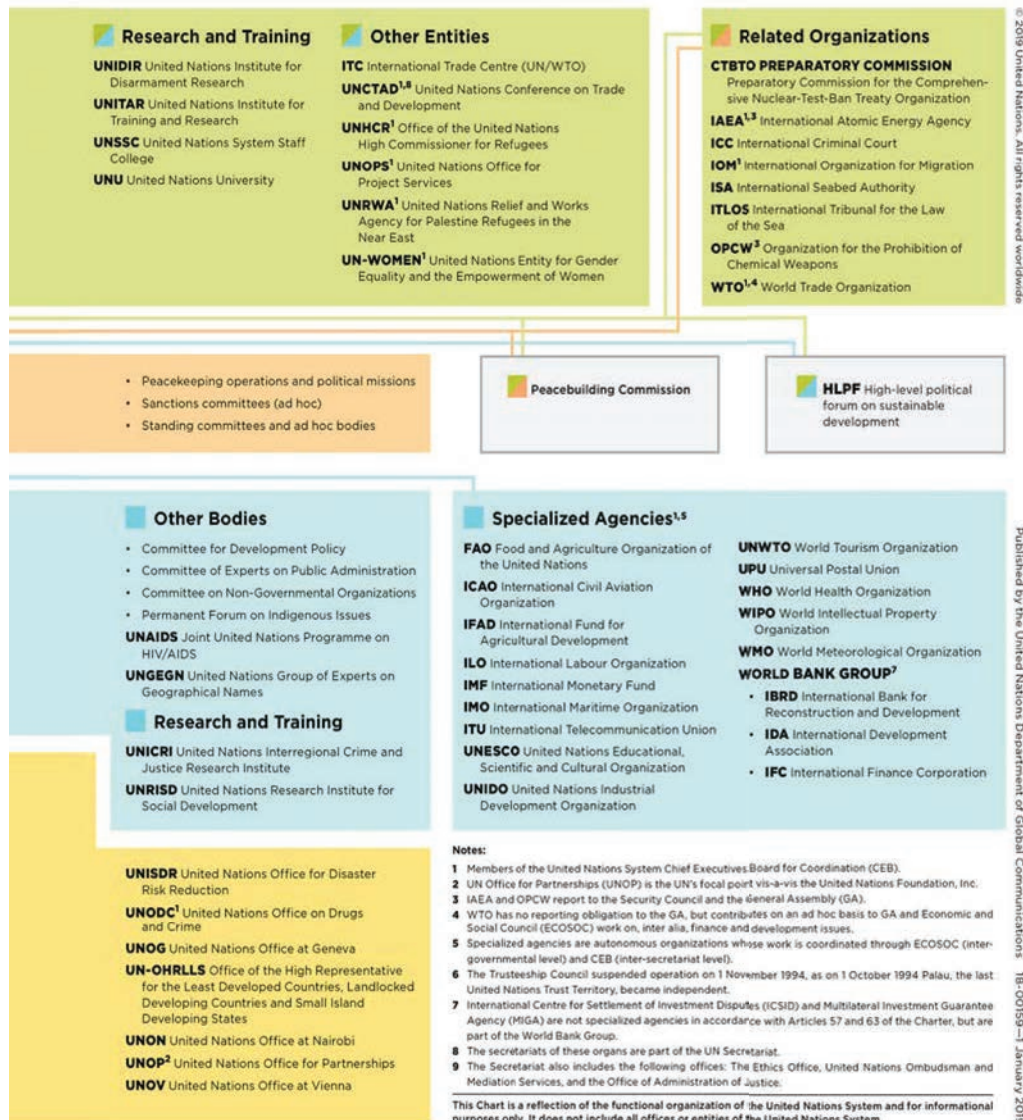 Research and Training
UNIDIR United Nations Institute for
Disarmament Research
UNITAR United Nations Institute for
Training and Research
UNSSC United Nations System Staff
College
UNU United Nations University
Other Entities
ITC International Trade Centre (UN/WTO)
UNCTAD1,8 United Nations Conference on Trade
and Development
UNHCR1 Office of the United Nations
High Commissioner for Refugees
UNOPS1 United Nations Office for
Project Services
UNRWA1 United Nations Relief and Works
Agency for Palestine Refugees in the
Near East
UN-WOMEN1 United Nations Entity for Gender
Equality and the Empowerment of Women
Related Organizations
CTBTO PREPARATORY COMMISSION
Preparatory Commission for the Comprehen-
sive Nuclear-Test-Ban Treaty Organization
IAEA1,3 International Atomic Energy Agency
ICC International Criminal Court
IOM1 International Organization for Migration
ISA International Seabed Authority
ITLOS International Tribunal for the Law
of the Sea
OPCW3 Organization for the Prohibition of
Chemical Weapons
WTO1,4 World Trade Organization
• Peacekeeping operations and political missions
• Sanctions committees (ad hoc)
• Standing committees and ad hoc bodies
Peacebuilding Commission
HLPF High-level political
forum on sustainable
development
Other Bodies
• Committee for Development Policy
• Committee of Experts on Public Administration
• Committee on Non-Governmental Organizations
• Permanent Forum on Indigenous Issues
UNAIDS Joint United Nations Programme on
HIV/AIDS
UNGEGN United Nations Group of Experts on
Geographical Names
Research and Training
UNICRI United Nations Interregional Crime and
Justice Research Institute
UNRISD United Nations Research Institute for
Social Development
Specialized Agencies1,5
FAO Food and Agriculture Organization of
the United Nations
ICAO International Civil Aviation
Organization
IFAD International Fund for
Agricultural Development
ILO International Labour Organization
IMF International Monetary Fund
IMO International Maritime Organization
ITU International Telecommunication Union
UNESCO United Nations Educational,
Scientific and Cultural Organization
UNIDO United Nations Industrial
Development Organization
UNWTO World Tourism Organization
UPU Universal Postal Union
WHO World Health Organization
WIPO World Intellectual Property
Organization
WMO World Meteorological Organization
WORLD BANK GROUP7
• IBRD International Bank for
Reconstruction and Development
• IDA International Development
Association
• IFC International Finance Corporation
UNISDR United Nations Office for Disaster
Risk Reduction
UNODC1 United Nations Office on Drugs
and Crime
UNOG United Nations Office at Geneva
UN-OHRLLS Office of the High Representative
for the Least Developed Countries, Landlocked
Developing Countries and Small Island
Developing States
UNON United Nations Office at Nairobi
UNOP2 United Nations Office for Partnerships
UNOV United Nations Office at Vienna
Notes:
1 Members of the United Nations System Chief Executives Board for Coordination (CEB).
2 UN Office for Partnerships (UNOP) is the UN's focal point vis-a-vis the United Nations Foundation, Inc.
3 IAEA and OPCW report to the Security Council and the General Assembly (GA).
4 WTO has no reporting obligation to the GA, but contributes on an ad hoc basis to GA and Economic and
Social Council (ECOSOC) work on, inter alia, finance and development issues.
5 Specialized agencies are autonomous organizations whose work is coordinated through ECOSOC (inter-
governmental level) and CEB (inter-secretariat level).
6 The Trusteeship Council suspended operation on 1 November 1994, as on 1 October 1994 Palau, the last
United Nations Trust Territory, became independent.
7 International Centre for Settlement of Investment Disputes (ICSID) and Multilateral Investment Guarantee
Agency (MIGA) are not specialized agencies in accordance with Articles 57 and 63 of the Charter, but are
part of the World Bank Group.
8 The secretariats of these organs are part of the UN Secretariat.
9 The Secretariat also includes the following offices: The Ethics Office, United Nations Ombudsman and
Mediation Services, and the Office of Administration of Justice.
This Chart is a reflection of the functional organization of the United Nations System and for informational
purposes only. It does not include all offices or entities of the United Nations System.
© 2019 United Nations. All rights reserved worldwide
Published by the United Nations Department of Global Communications 18-00159—1 January 20